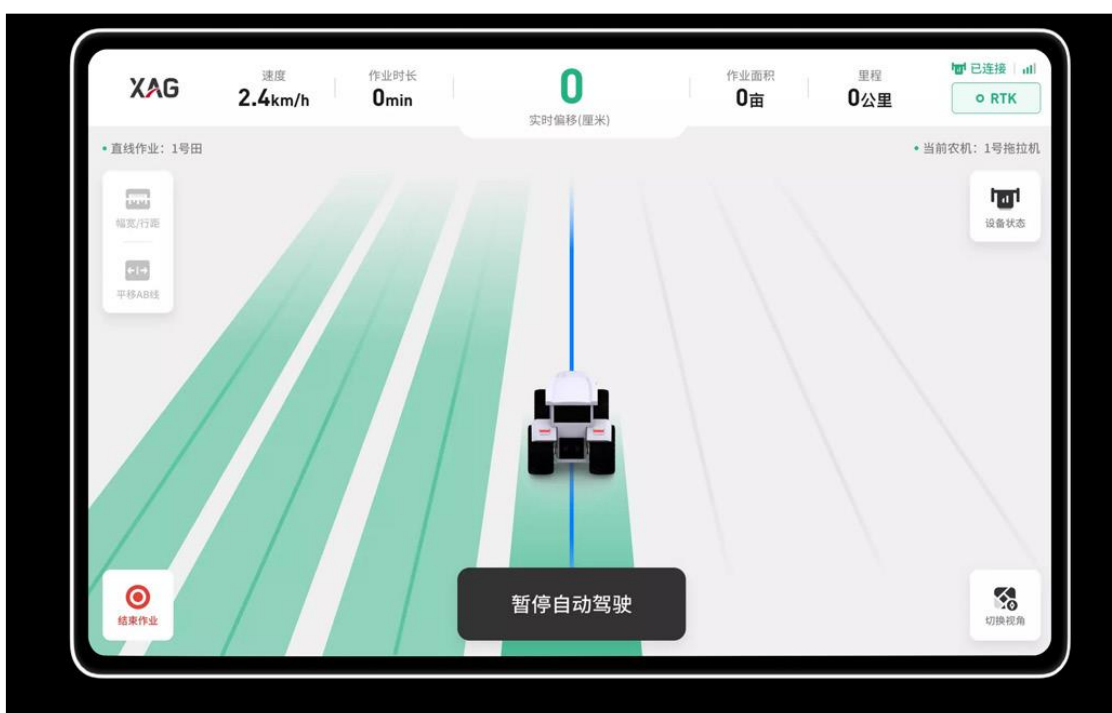 XAG
速度
2.4km/h
作业时长
0min
0
实时偏移(厘米)
作业面积
0亩
里程
0公里
已连接
RTK
直线作业：1号田
当前农机：1号拖拉机
幅宽/行距
平移AB线
设备状态
结束作业
暂停自动驾驶
切换视角